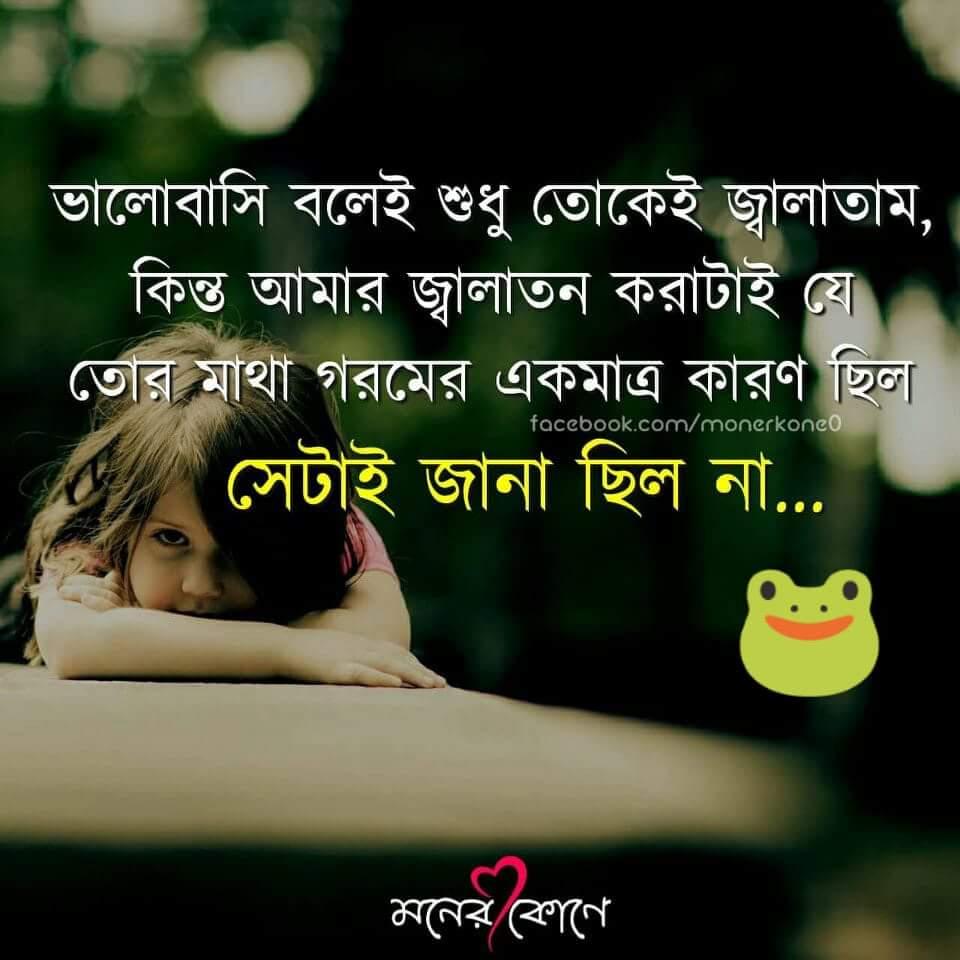 ভালোবাসি বলেই শুধু তোকেই জ্বালাতাম,
কিন্ত আমার জ্বালাতন করাটাই যে
তোর মাথা গরমের একমাত্র কারণ ছিল
facebook.com/monerkone0
সেটাই জানা ছিল না...
মনের কোণে